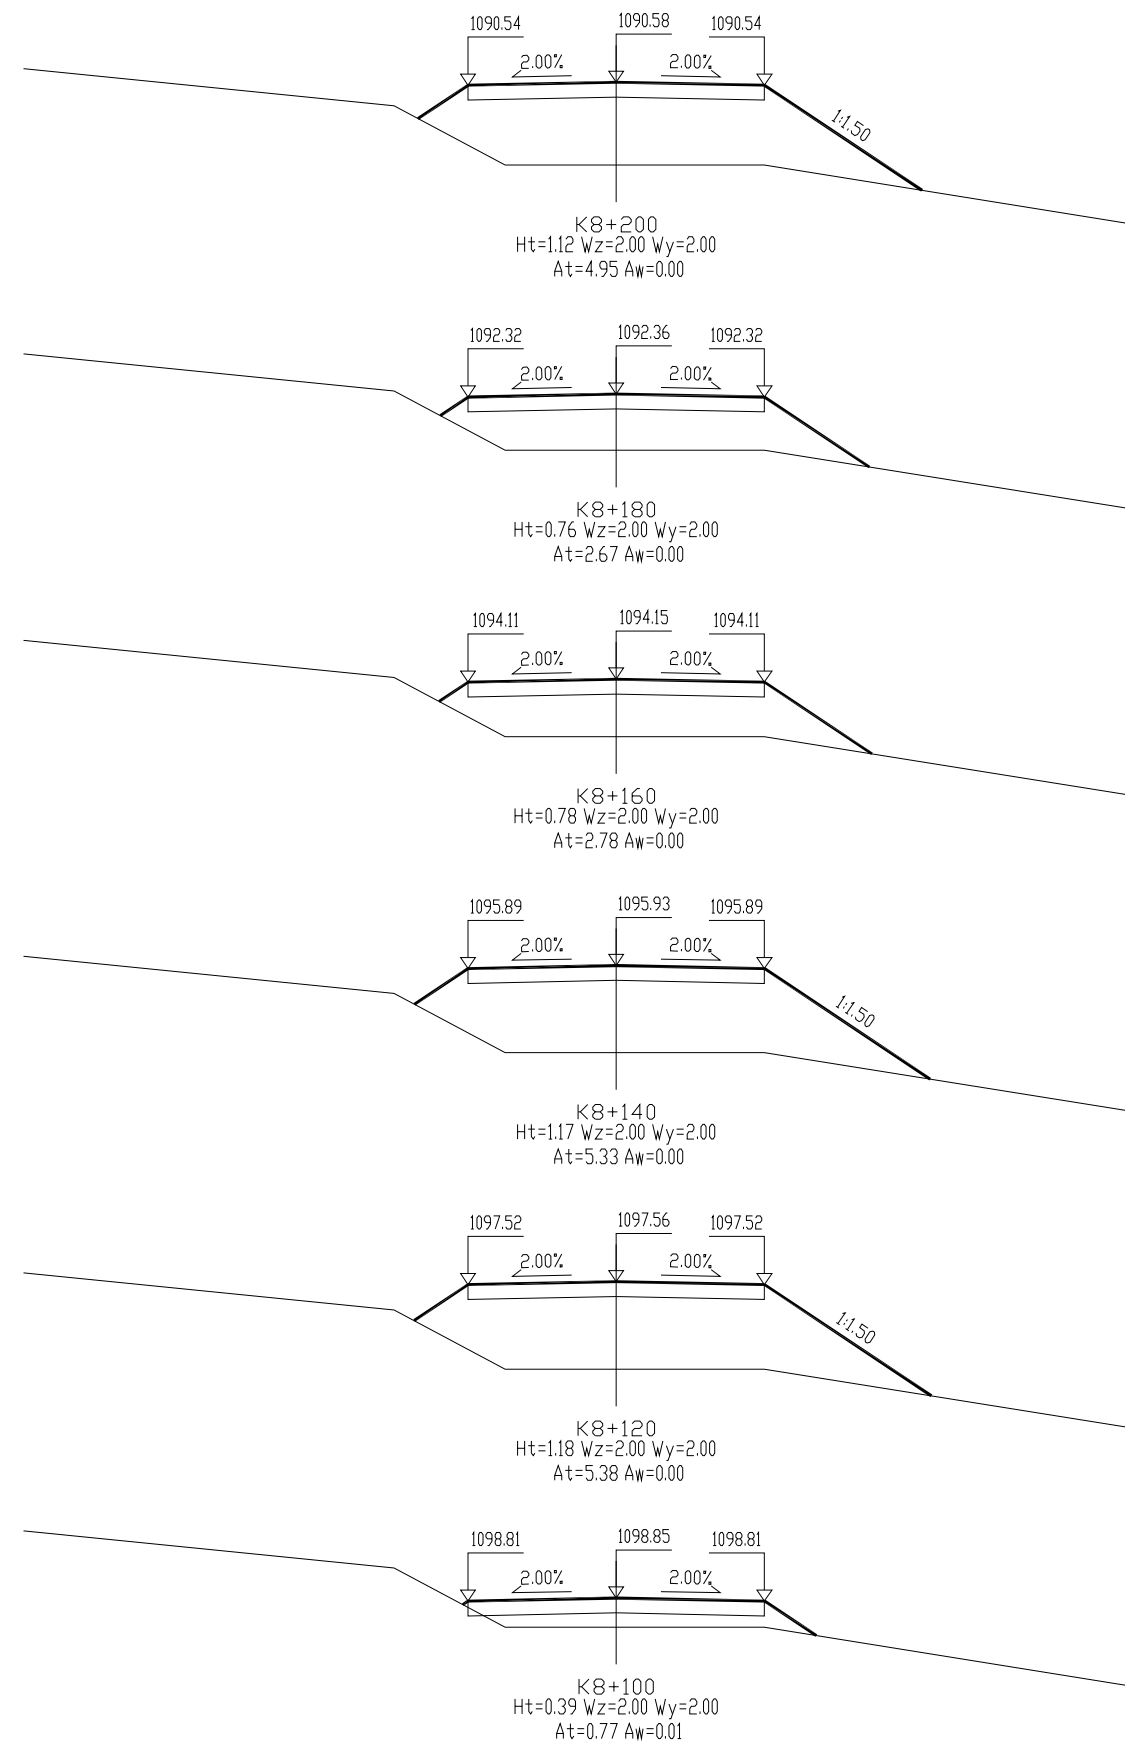 1090.54 1090.58 1090.54
2.00% 2.00%
1:1.50
K8+200
Ht=1.12 Wz=2.00 Wy=2.00
At=4.95 Aw=0.00
1092.32 1092.36 1092.32
2.00% 2.00%
K8+180
Ht=0.76 Wz=2.00 Wy=2.00
At=2.67 Aw=0.00
1094.11 1094.15 1094.11
2.00% 2.00%
K8+160
Ht=0.78 Wz=2.00 Wy=2.00
At=2.78 Aw=0.00
1095.89 1095.93 1095.89
2.00% 2.00%
1:1.50
K8+140
Ht=1.17 Wz=2.00 Wy=2.00
At=5.33 Aw=0.00
1097.52 1097.56 1097.52
2.00% 2.00%
1:1.50
K8+120
Ht=1.18 Wz=2.00 Wy=2.00
At=5.38 Aw=0.00
1098.81 1098.85 1098.81
2.00% 2.00%
K8+100
Ht=0.39 Wz=2.00 Wy=2.00
At=0.77 Aw=0.01